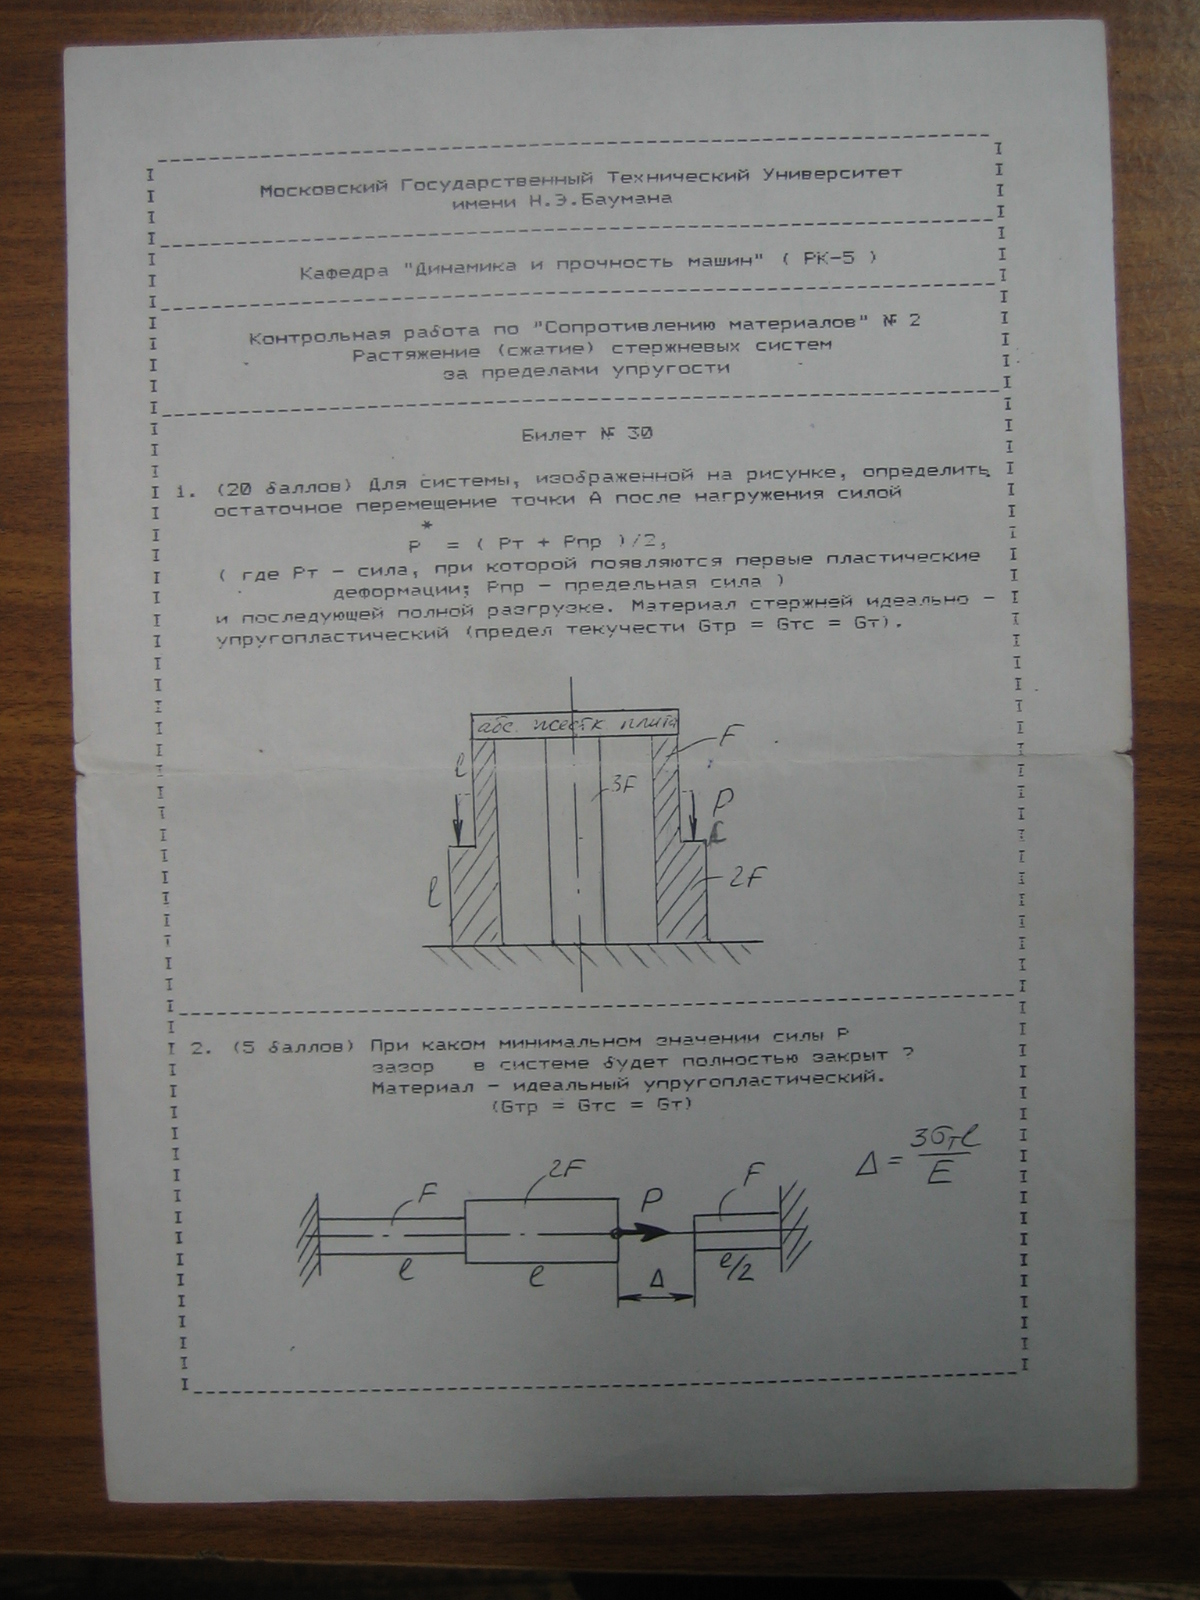 Московский Государственный Технический Университет
имени Н.Э.Баумана
Кафедра "Динамика и прочность машин" ( РК-5 )
Контрольная работа по "Сопротивлению материалов" № 2
Растяжение (сжатие) стержневых систем
за пределами упругости
Билет № 30
1. (20 баллов) Для системы, изображенной на рисунке, определить
остаточное перемещение точки А после нагружения силой
*
P = ( Pт + Pпр )/2,
( где Pт - сила, при которой появляются первые пластические
деформации; Pпр - предельная сила )
и последующей полной разгрузке. Материал стержней идеально -
упругопластический (предел текучести Gтр = Gтс = Gт).
абс. жестк плита
F
l
3F
P
l
2F
2. (5 баллов) При каком минимальном значении силы P
зазор в системе будет полностью закрыт ?
Материал - идеальный упругопластический.
(Gтр = Gтс = Gт)
Δ = 3σтl
E
F
2F
P
F
l
l
Δ
l/2